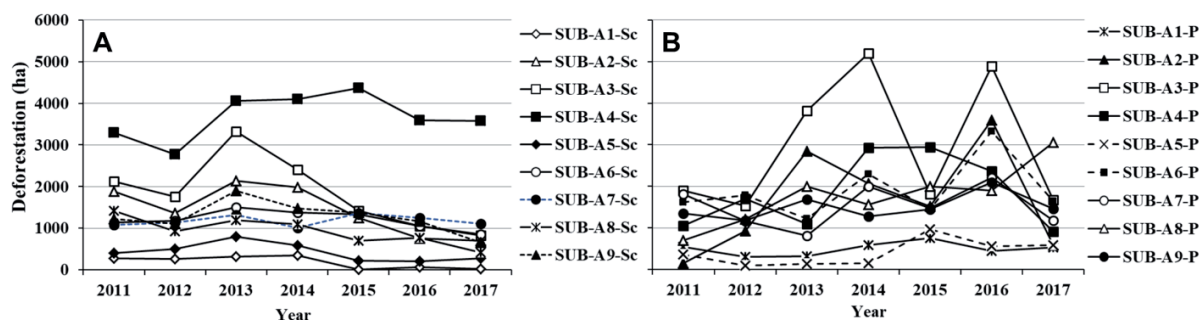 A
B
Deforestation (ha)
6000
5000
4000
3000
2000
1000
0
2011 2012 2013 2014 2015 2016 2017
Year
SUB-A1-Sc
SUB-A2-Sc
SUB-A3-Sc
SUB-A4-Sc
SUB-A5-Sc
SUB-A6-Sc
SUB-A7-Sc
SUB-A8-Sc
SUB-A9-Sc
2011 2012 2013 2014 2015 2016 2017
Year
SUB-A1-P
SUB-A2-P
SUB-A3-P
SUB-A4-P
SUB-A5-P
SUB-A6-P
SUB-A7-P
SUB-A8-P
SUB-A9-P